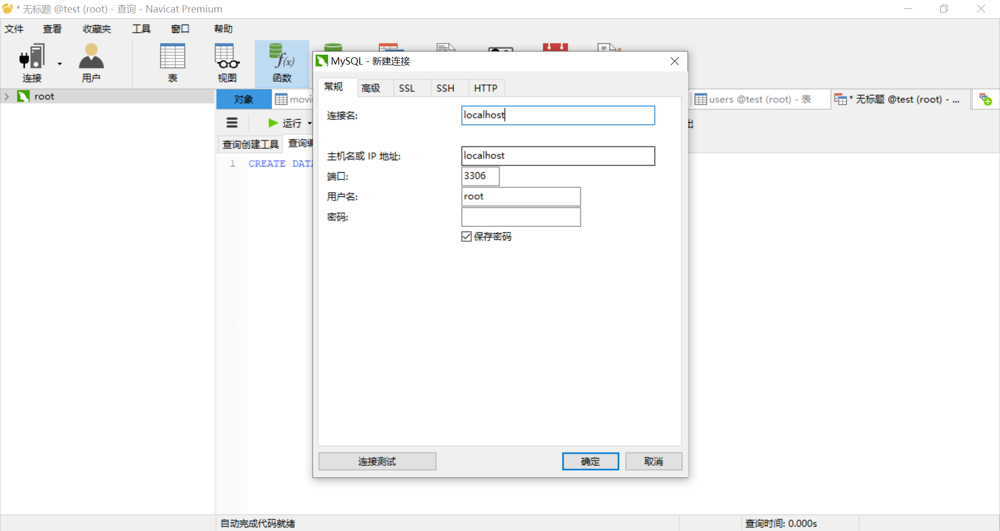 * 无标题 @test (root) - 查询 - Navicat Premium
文件 查看 收藏夹 工具 窗口 帮助
连接 用户 表 视图 函数
MySQL - 新建连接
root
对象
users @test (root) - 表
* 无标题 @test (root) - ...
运行
查询创建工具
1 CREATE
常规 高级 SSL SSH HTTP
连接名: localhost
主机名或 IP 地址: localhost
端口: 3306
用户名: root
密码:
保存密码
连接测试 确定 取消
自动完成代码就绪
查询时间: 0.000s